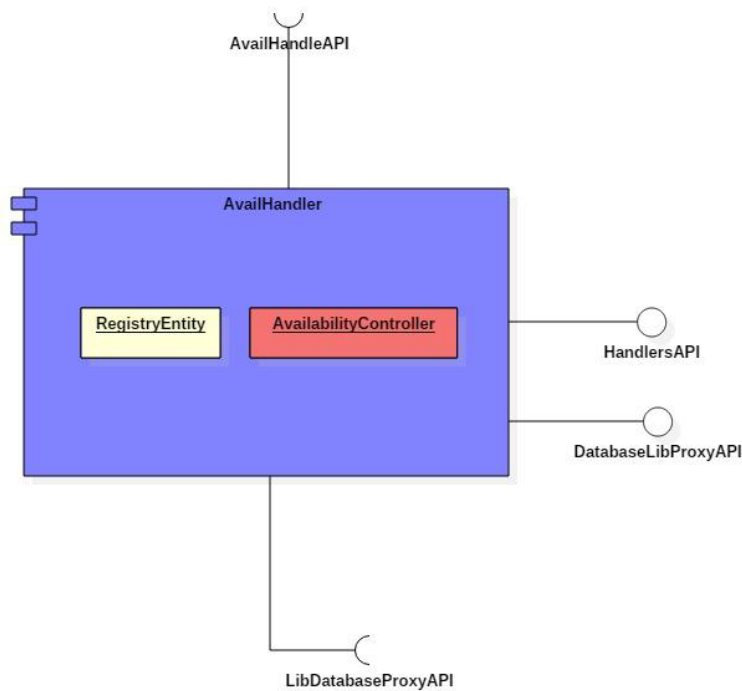 AvailHandleAPI
AvailHandler
RegistryEntity
AvailabilityController
HandlersAPI
DatabaseLibProxyAPI
LibDatabaseProxyAPI